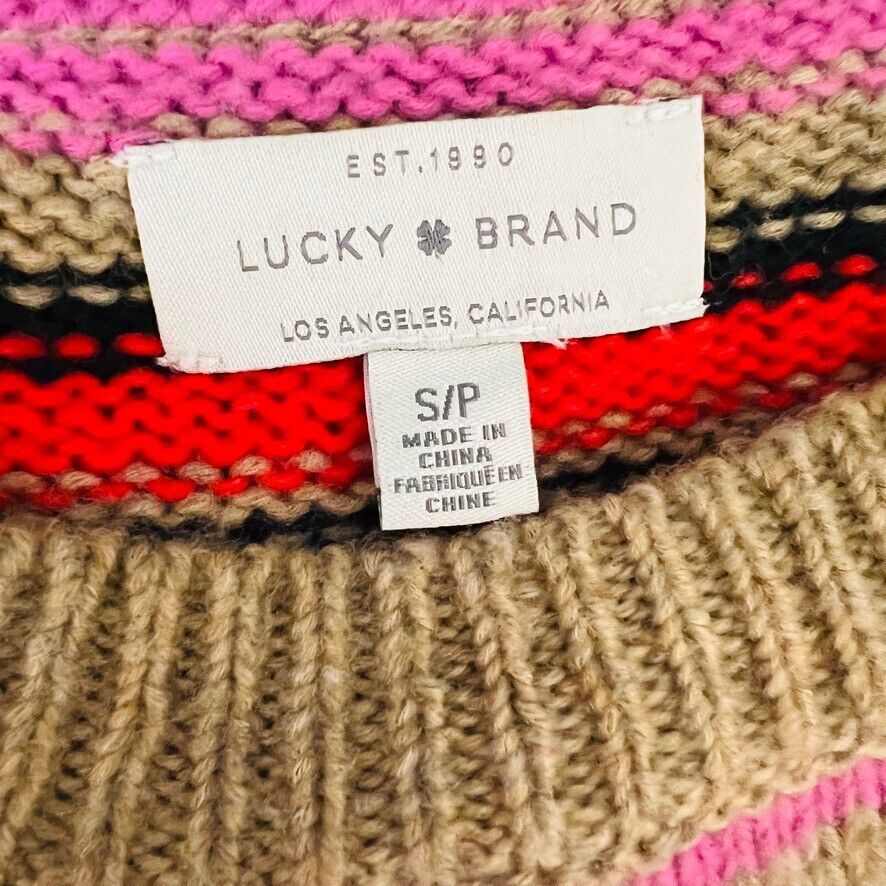 EST.1990
LUCKY BRAND
LOS ANGELES, CALIFORNIA
S/P
MADE IN
CHINA
FABRIQUÉ EN
CHINE